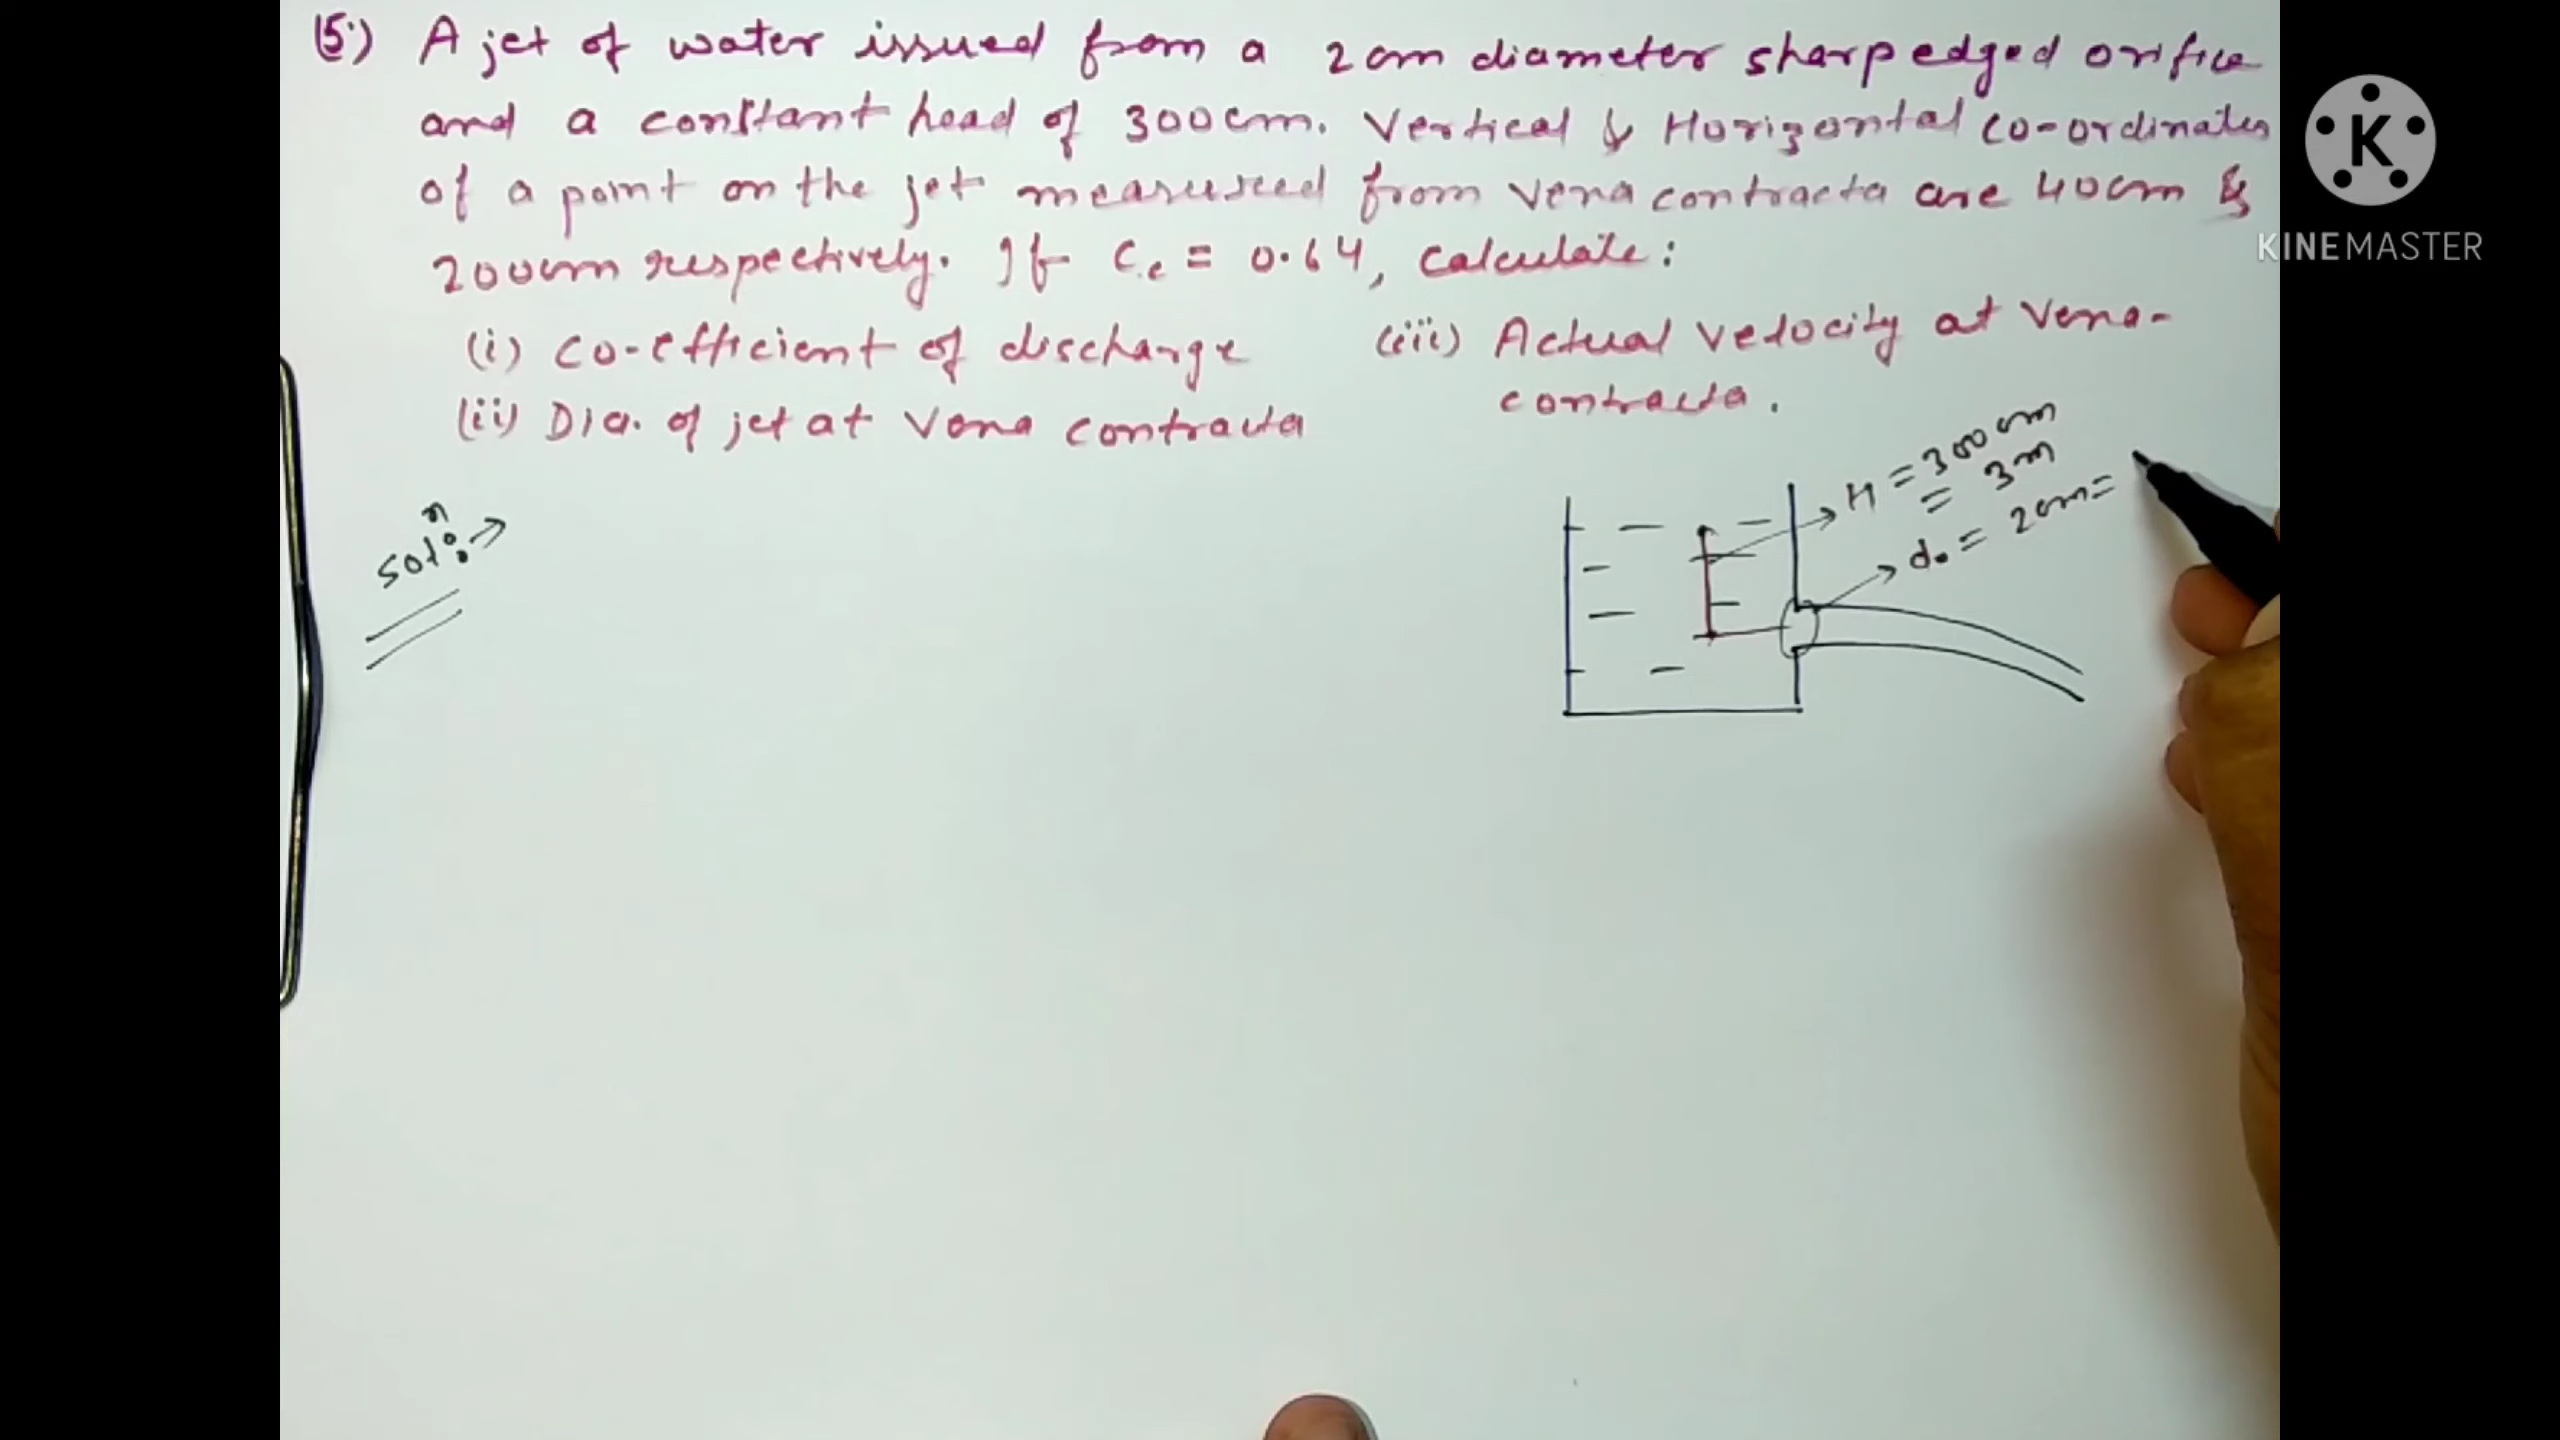 (5.) A jet of water issued from a 2cm diameter sharp edged orifice
and a constant head of 300cm. Vertical & Horizontal co-ordinates
of a point on the jet measured from vena contracta are 40cm &
200cm respectively. If Cc = 0.64, calculate:
(i) Co-efficient of discharge
(ii) Dia. of jet at Vena contracta
(iii) Actual velocity at Vena-
contracta.
solⁿ:→
H = 300cm
= 3m
d. = 2cm =
K
KINEMASTER